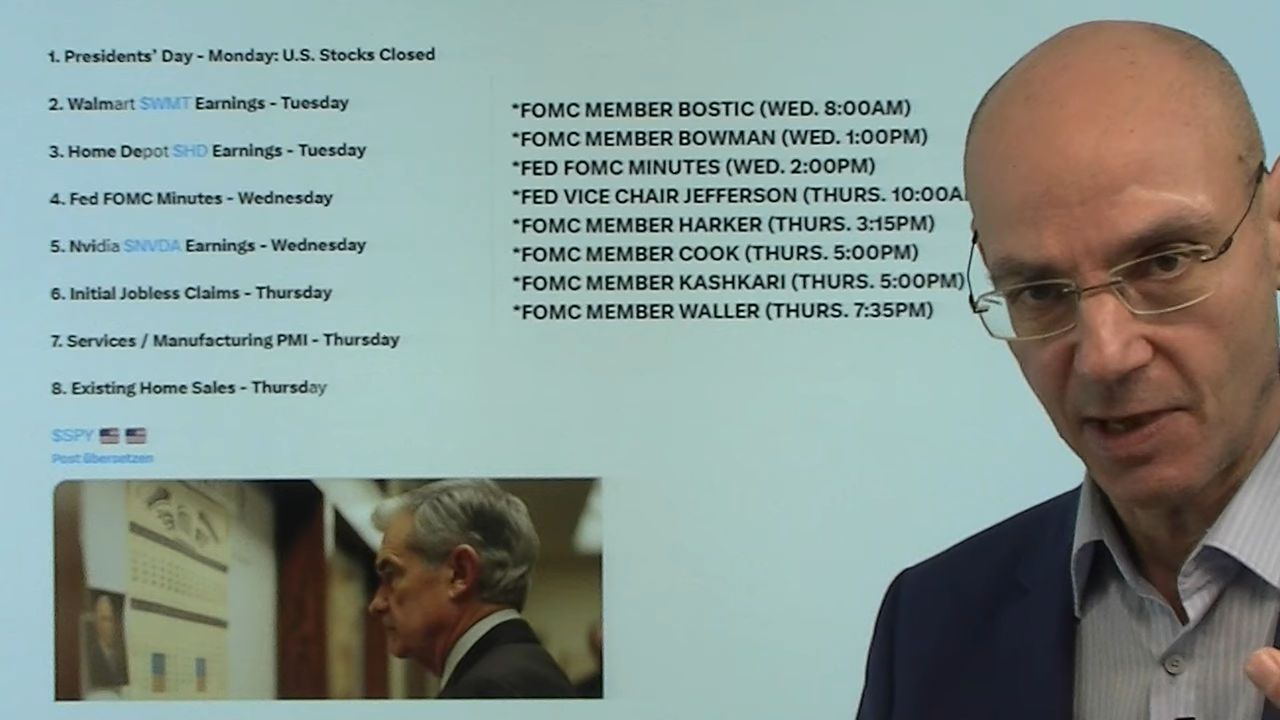 1. Presidents' Day - Monday: U.S. Stocks Closed
2. Walmart $WMT Earnings - Tuesday
3. Home Depot $HD Earnings - Tuesday
4. Fed FOMC Minutes - Wednesday
5. Nvidia $NVDA Earnings - Wednesday
6. Initial Jobless Claims - Thursday
7. Services / Manufacturing PMI - Thursday
8. Existing Home Sales - Thursday
$SPY
Post übersetzen
*FOMC MEMBER BOSTIC (WED. 8:00AM)
*FOMC MEMBER BOWMAN (WED. 1:00PM)
*FED FOMC MINUTES (WED. 2:00PM)
*FED VICE CHAIR JEFFERSON (THURS. 10:00A
*FOMC MEMBER HARKER (THURS. 3:15PM)
*FOMC MEMBER COOK (THURS. 5:00PM)
*FOMC MEMBER KASHKARI (THURS. 5:00PM)
*FOMC MEMBER WALLER (THURS. 7:35PM)